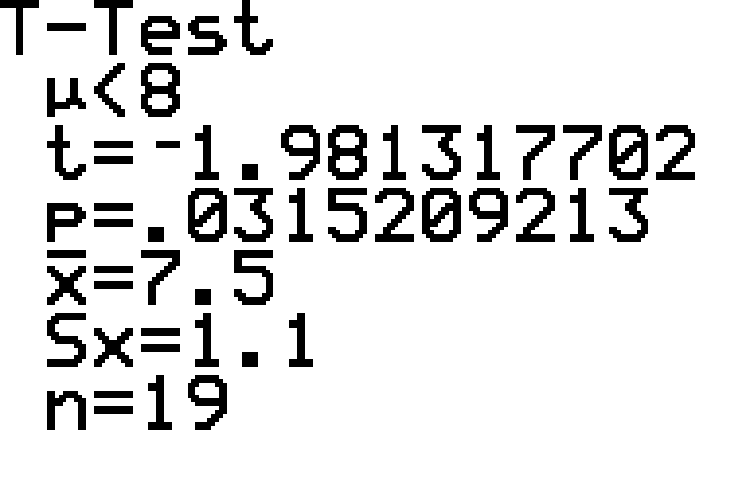 T-Test
μ<8
t=⁻1.981317702
p=.0315209213
x̄=7.5
Sx=1.1
n=19